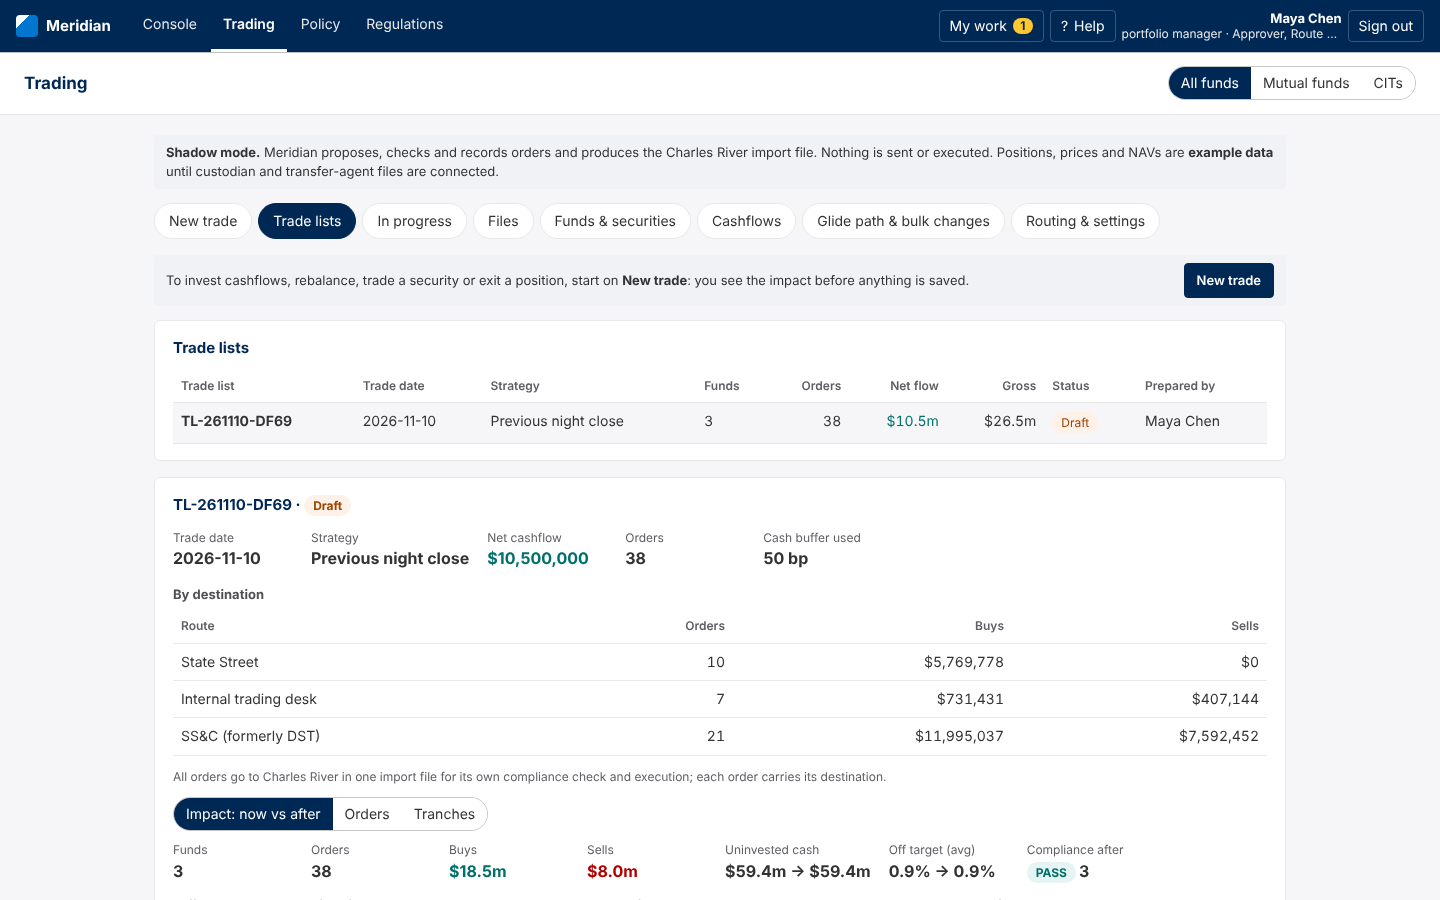 Meridian
Console
Trading
Policy
Regulations
My work 1
? Help
Maya Chen
portfolio manager · Approver, Route ...
Sign out
Trading
All funds
Mutual funds
CITs
Shadow mode. Meridian proposes, checks and records orders and produces the Charles River import file. Nothing is sent or executed. Positions, prices and NAVs are example data
until custodian and transfer-agent files are connected.
New trade
Trade lists
In progress
Files
Funds & securities
Cashflows
Glide path & bulk changes
Routing & settings
To invest cashflows, rebalance, trade a security or exit a position, start on New trade: you see the impact before anything is saved.
New trade
Trade lists
Trade list Trade date Strategy Funds Orders Net flow Gross Status Prepared by
TL-261110-DF69 2026-11-10 Previous night close 3 38 $10.5m $26.5m Draft Maya Chen
TL-261110-DF69 · Draft
Trade date Strategy Net cashflow Orders Cash buffer used
2026-11-10 Previous night close $10,500,000 38 50 bp
By destination
Route Orders Buys Sells
State Street 10 $5,769,778 $0
Internal trading desk 7 $731,431 $407,144
SS&C (formerly DST) 21 $11,995,037 $7,592,452
All orders go to Charles River in one import file for its own compliance check and execution; each order carries its destination.
Impact: now vs after
Orders
Tranches
Funds Orders Buys Sells Uninvested cash Off target (avg) Compliance after
3 38 $18.5m $8.0m $59.4m → $59.4m 0.9% → 0.9% PASS 3